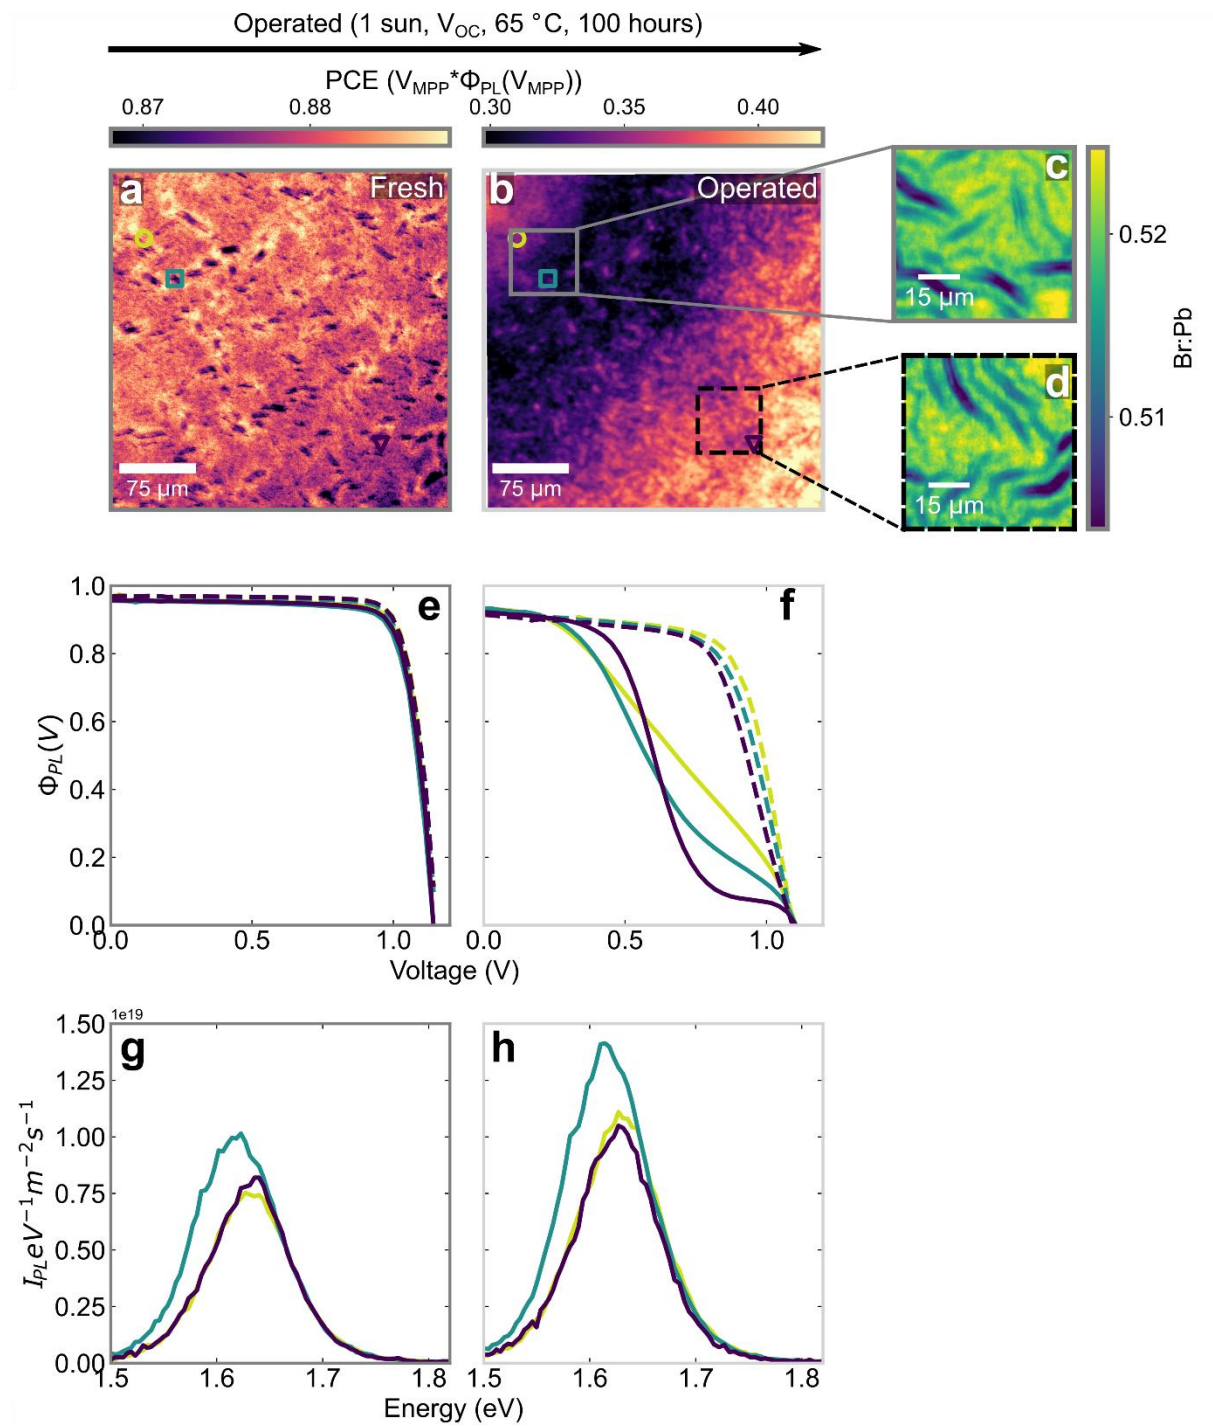 Operated (1 sun, V_OC, 65 °C, 100 hours)
PCE (V_MPP*Φ_PL(V_MPP))
0.87 0.88 0.30 0.35 0.40
a Fresh
b Operated
c
d
75 µm
75 µm
15 µm
15 µm
0.52
0.51
Br:Pb
e
f
1.0
0.8
0.6
0.4
0.2
0.0
Φ_PL(V)
0.0 0.5 1.0 0.0 0.5 1.0
Voltage (V)
1e19
g
h
1.50
1.25
1.00
0.75
0.50
0.25
0.00
I_PL eV⁻¹m⁻²s⁻¹
1.5 1.6 1.7 1.8 1.5 1.6 1.7 1.8
Energy (eV)